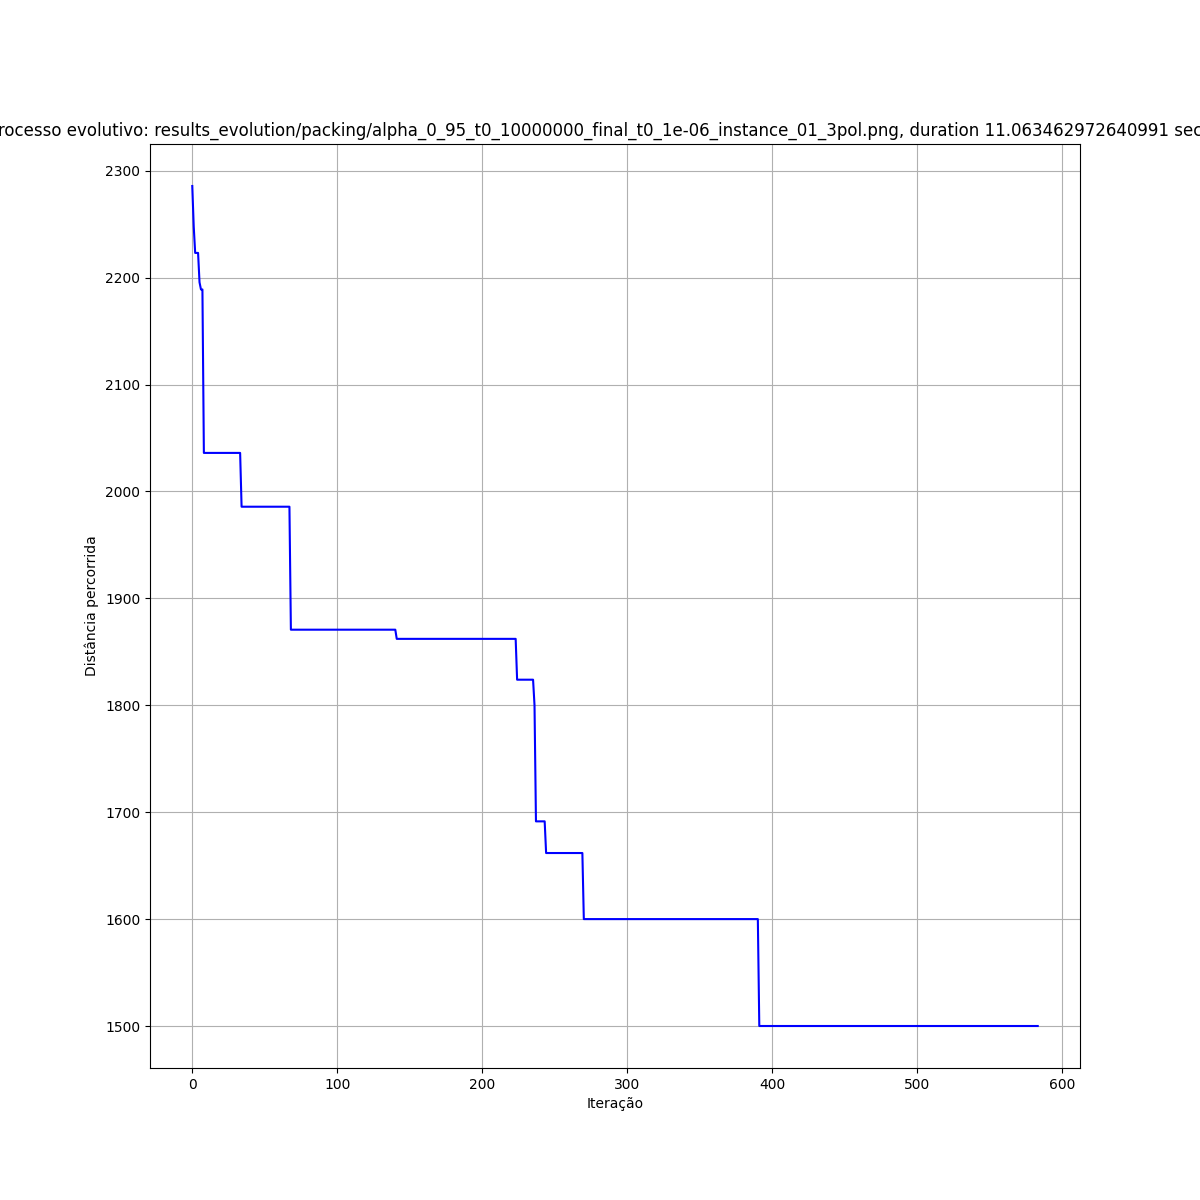 rocesso evolutivo: results_evolution/packing/alpha_0_95_t0_10000000_final_t0_1e-06_instance_01_3pol.png, duration 11.063462972640991 sec
2300
2200
2100
2000
1900
1800
1700
1600
1500
Distância percorrida
0 100 200 300 400 500 600
Iteração